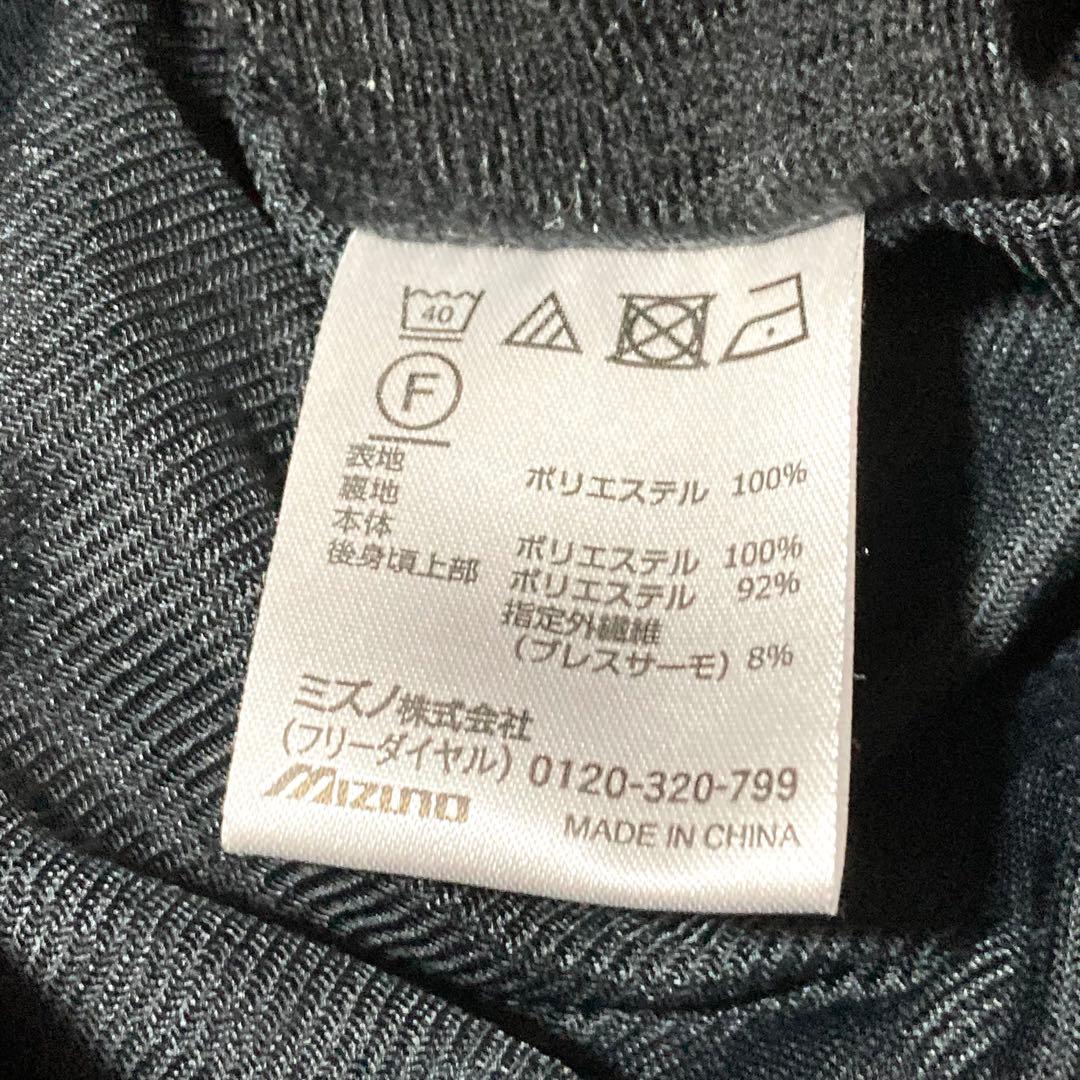 40
F
表地 ポリエステル 100%
裏地
本体 ポリエステル 100%
後身頃上部 ポリエステル 92%
指定外繊維
(ブレスサーモ) 8%
ミズノ株式会社
(フリーダイヤル) 0120-320-799
MIZUNO
MADE IN CHINA